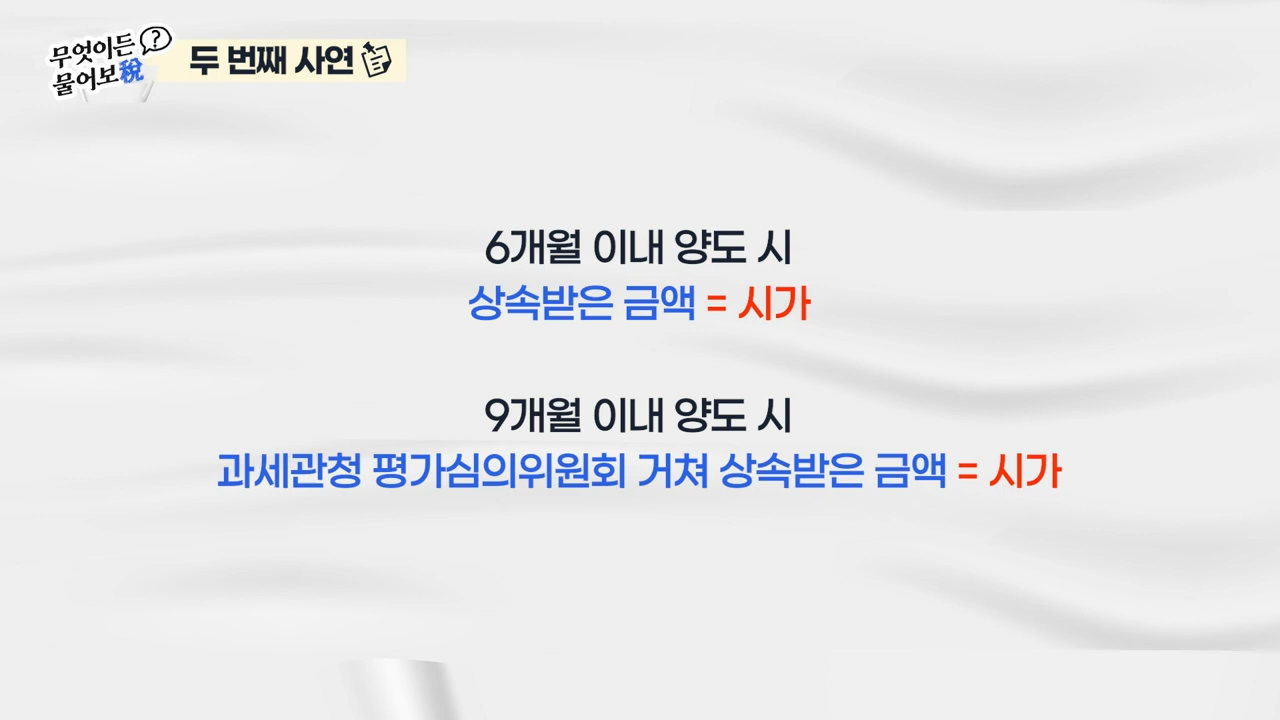 무엇이든
물어보稅
?
두 번째 사연
6개월 이내 양도 시
상속받은 금액 = 시가
9개월 이내 양도 시
과세관청 평가심의위원회 거쳐 상속받은 금액 = 시가